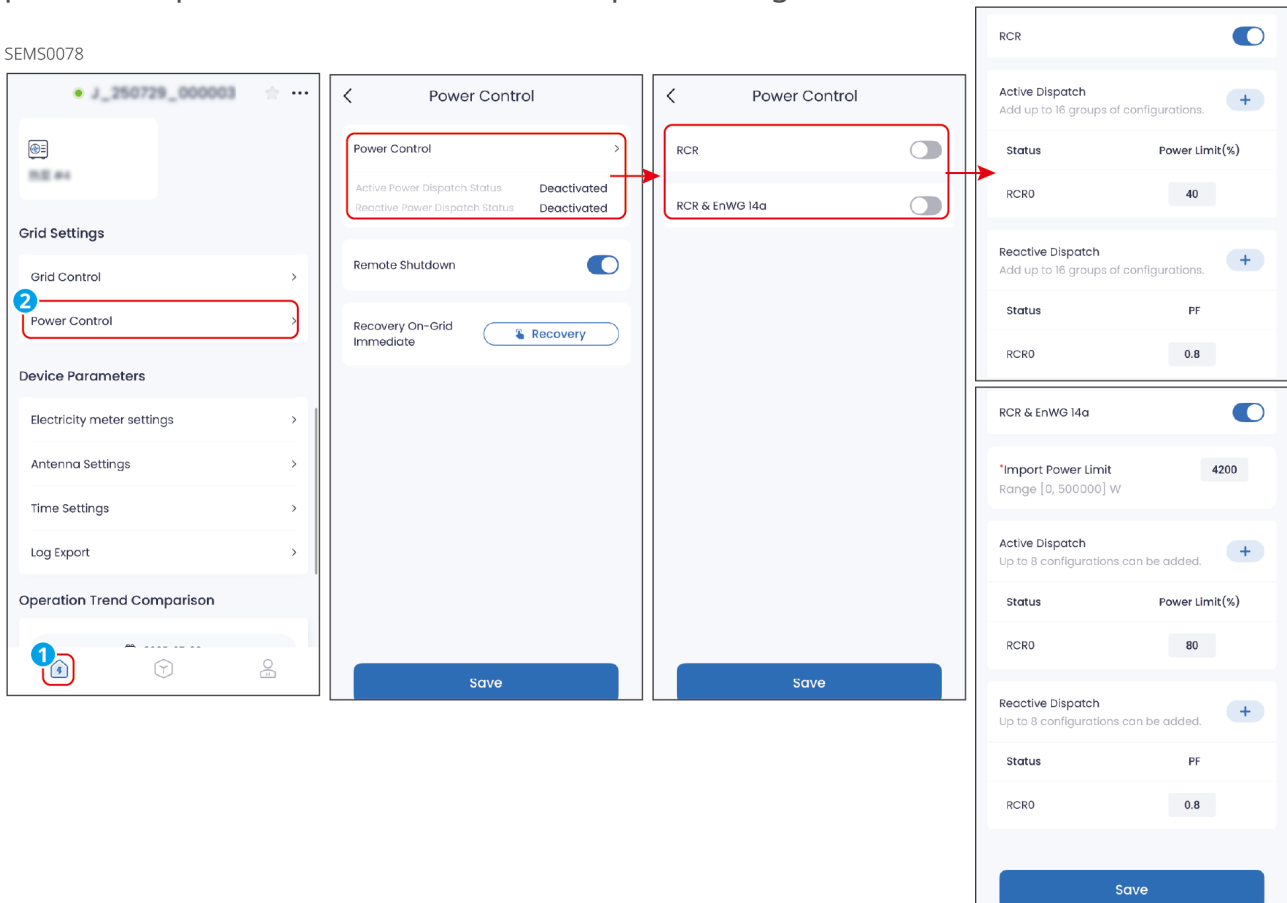 SEMS0078
J_250729_000003
Grid Settings
Grid Control
2
Power Control
Device Parameters
Electricity meter settings
Antenna Settings
Time Settings
Log Export
Operation Trend Comparison
1
Power Control
Power Control
Active Power Dispatch Status Deactivated
Reactive Power Dispatch Status Deactivated
Remote Shutdown
Recovery On-Grid
Immediate
Recovery
Save
Power Control
RCR
RCR & EnWG 14a
Save
RCR
Active Dispatch
Add up to 16 groups of configurations.
Status Power Limit(%)
RCR0 40
Reactive Dispatch
Add up to 16 groups of configurations.
Status PF
RCR0 0.8
RCR & EnWG 14a
*Import Power Limit 4200
Range [0, 500000] W
Active Dispatch
Up to 8 configurations can be added.
Status Power Limit(%)
RCR0 80
Reactive Dispatch
Up to 8 configurations can be added.
Status PF
RCR0 0.8
Save